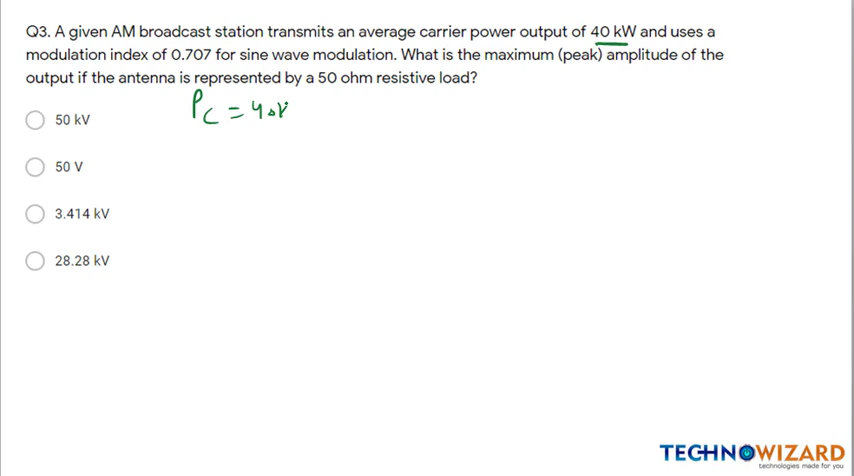 Q3. A given AM broadcast station transmits an average carrier power output of 40 kW and uses a
modulation index of 0.707 for sine wave modulation. What is the maximum (peak) amplitude of the
output if the antenna is represented by a 50 ohm resistive load?
Pc = 40k
50 kV
50 V
3.414 kV
28.28 kV
TECHNOWIZARD
technologies made for you